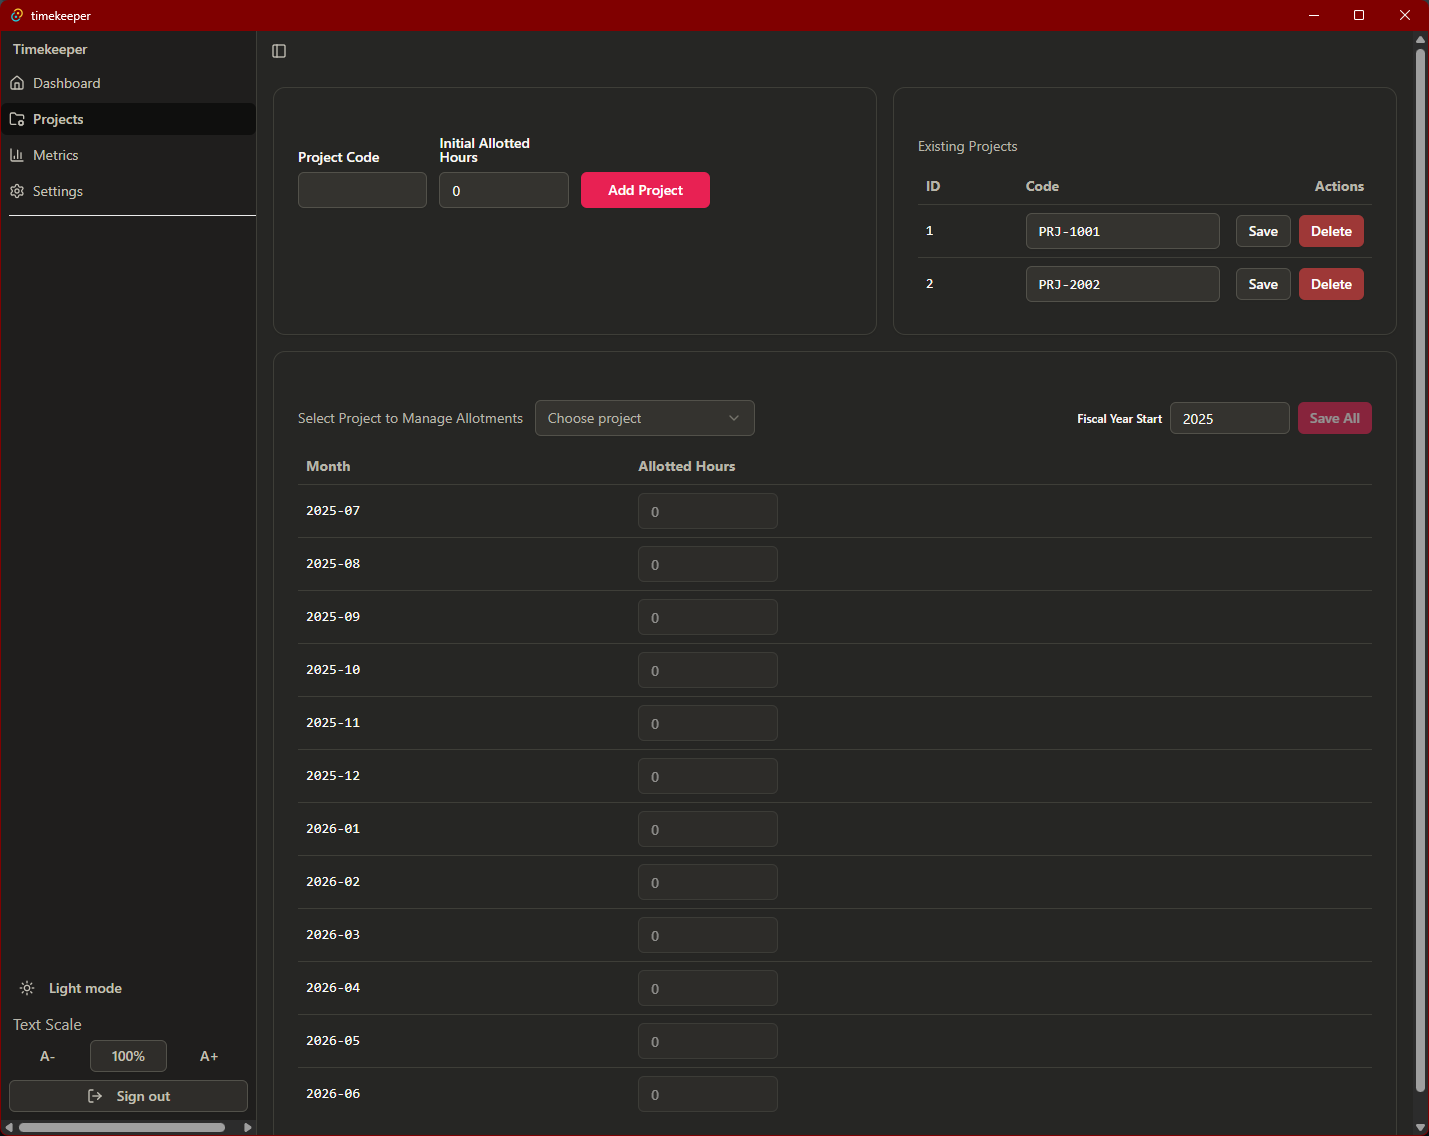 timekeeper
Timekeeper
Dashboard
Projects
Metrics
Settings
Project Code
Initial Allotted
Hours
0
Add Project
Existing Projects
ID Code Actions
1 PRJ-1001 Save Delete
2 PRJ-2002 Save Delete
Select Project to Manage Allotments Choose project Fiscal Year Start 2025 Save All
Month Allotted Hours
2025-07 0
2025-08 0
2025-09 0
2025-10 0
2025-11 0
2025-12 0
2026-01 0
2026-02 0
2026-03 0
2026-04 0
2026-05 0
2026-06 0
Light mode
Text Scale
A- 100% A+
Sign out